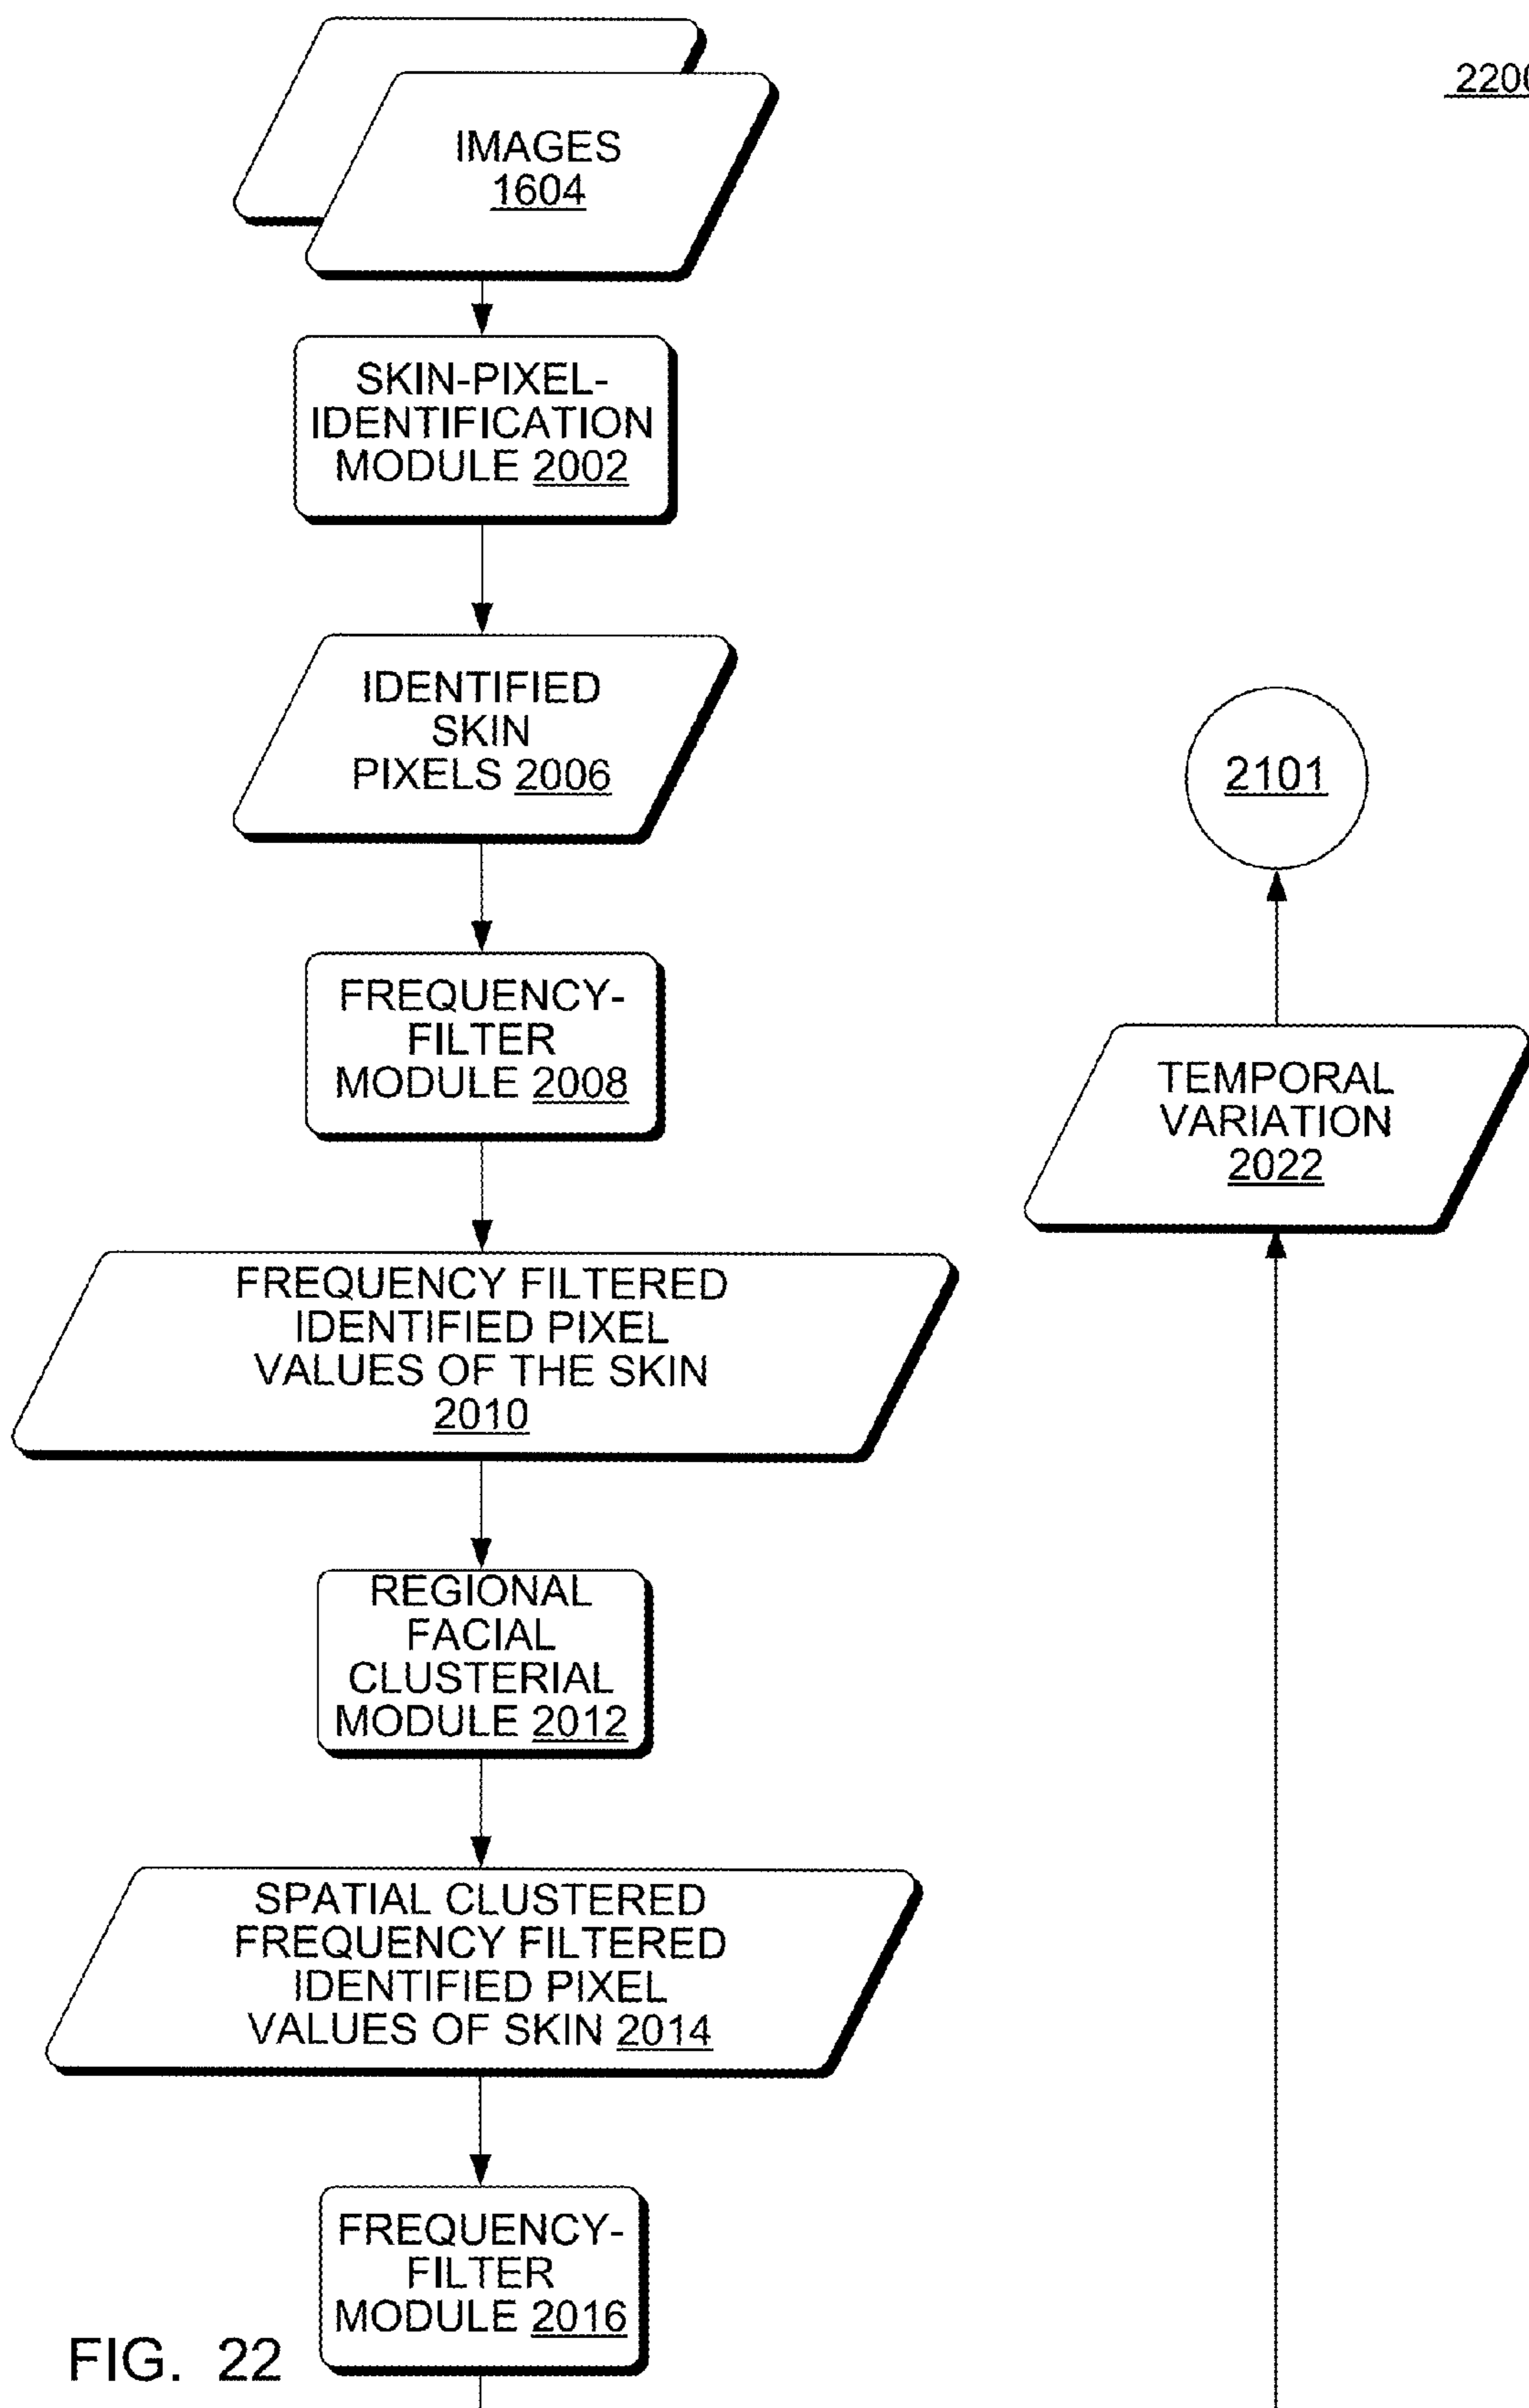 2200
IMAGES
1604
SKIN-PIXEL-
IDENTIFICATION
MODULE 2002
IDENTIFIED
SKIN
PIXELS 2006
FREQUENCY-
FILTER
MODULE 2008
FREQUENCY FILTERED
IDENTIFIED PIXEL
VALUES OF THE SKIN
2010
REGIONAL
FACIAL
CLUSTERIAL
MODULE 2012
SPATIAL CLUSTERED
FREQUENCY FILTERED
IDENTIFIED PIXEL
VALUES OF SKIN 2014
FREQUENCY-
FILTER
MODULE 2016
2101
TEMPORAL
VARIATION
2022
FIG. 22